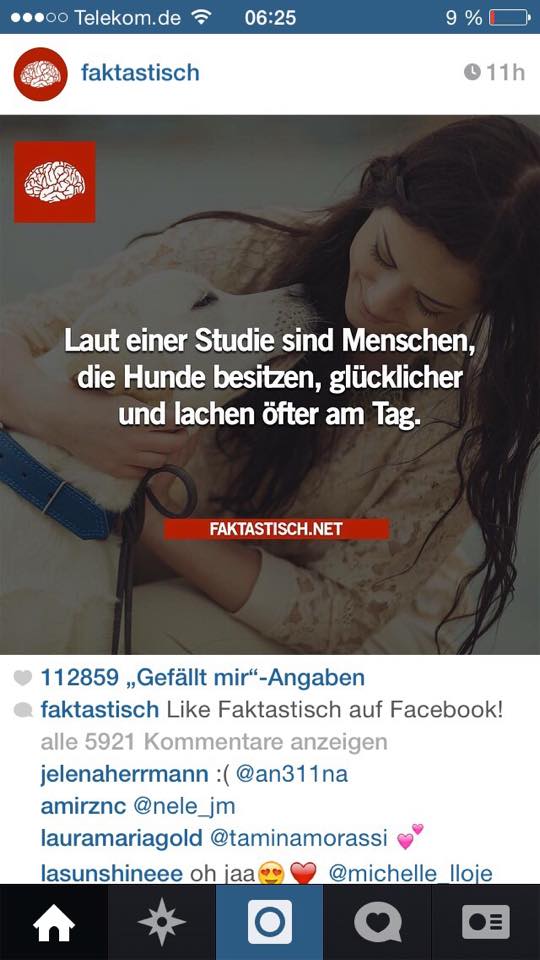 Telekom.de 06:25 9 %
faktastisch 11h
Laut einer Studie sind Menschen,
die Hunde besitzen, glücklicher
und lachen öfter am Tag.
FAKTASTISCH.NET
112859 „Gefällt mir“-Angaben
faktastisch Like Faktastisch auf Facebook!
alle 5921 Kommentare anzeigen
jelenaherrmann :( @an311na
amirznc @nele_jm
lauramariagold @taminamorassi 💕
lasunshineee oh jaa😍❤️ @michelle_lloje